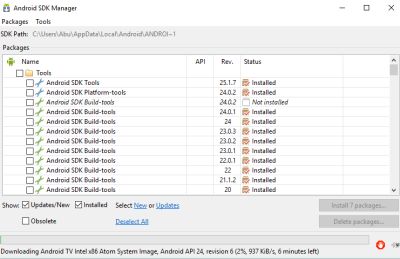 Android SDK Manager
Packages Tools
SDK Path: C:\Users\Abu\AppData\Local\Android\ANDROI~1
Packages
Name API Rev. Status
Tools
Android SDK Tools 25.1.7 Installed
Android SDK Platform-tools 24.0.2 Installed
Android SDK Build-tools 24.0.2 Not installed
Android SDK Build-tools 24.0.1 Installed
Android SDK Build-tools 24 Installed
Android SDK Build-tools 23.0.3 Installed
Android SDK Build-tools 23.0.2 Installed
Android SDK Build-tools 23.0.1 Installed
Android SDK Build-tools 22.0.1 Installed
Android SDK Build-tools 22 Installed
Android SDK Build-tools 21.1.2 Installed
Android SDK Build-tools 20 Installed
Show: Updates/New Installed Select New or Updates Install 7 packages...
Obsolete Deselect All Delete packages...
Downloading Android TV Intel x86 Atom System Image, Android API 24, revision 6 (2%, 937 KiB/s, 6 minutes left)